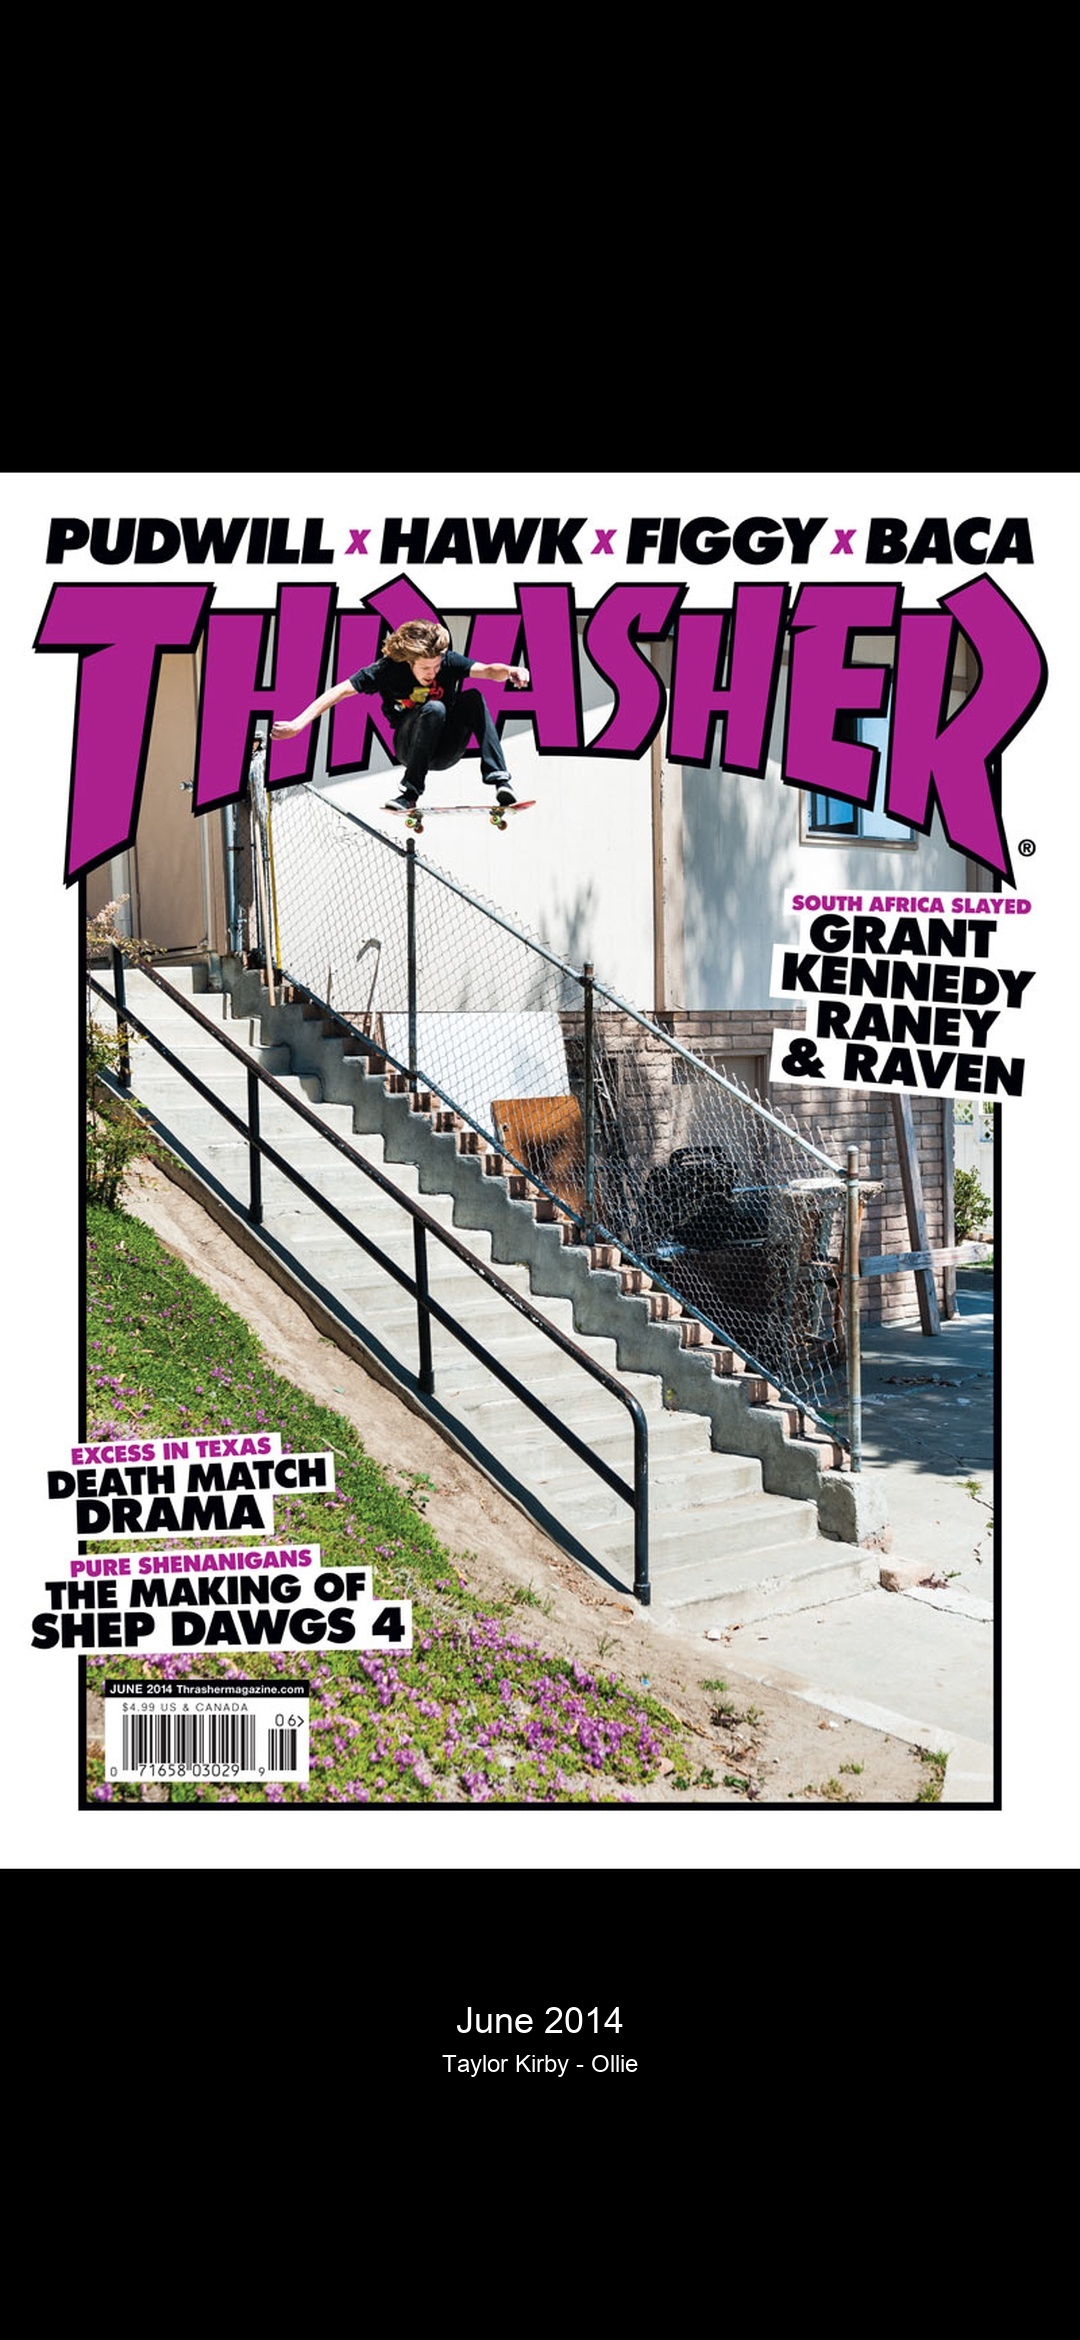 PUDWILL x HAWK x FIGGY x BACA
THRASHER
®
SOUTH AFRICA SLAYED
GRANT
KENNEDY
RANEY
& RAVEN
EXCESS IN TEXAS
DEATH MATCH
DRAMA
PURE SHENANIGANS
THE MAKING OF
SHEP DAWGS 4
JUNE 2014 Thrashermagazine.com
$4.99 US & CANADA
06>
0 71658 03029 9
June 2014
Taylor Kirby - Ollie